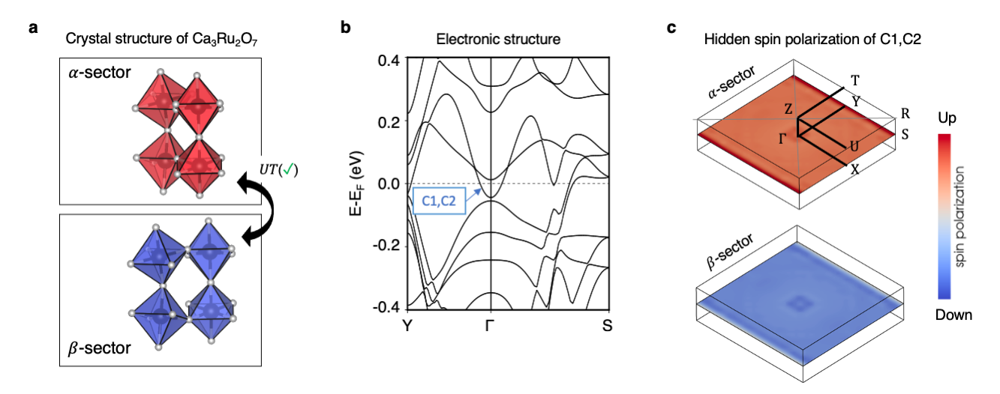 a
Crystal structure of Ca₃Ru₂O₇
α-sector
UT(✓)
β-sector
b
Electronic structure
E-E_F (eV)
0.4
0.2
0.0
-0.2
-0.4
C1,C2
Y Γ S
c
Hidden spin polarization of C1,C2
α-sector
T
Y
Z
R
Γ
S
U
X
β-sector
Up
spin polarization
Down